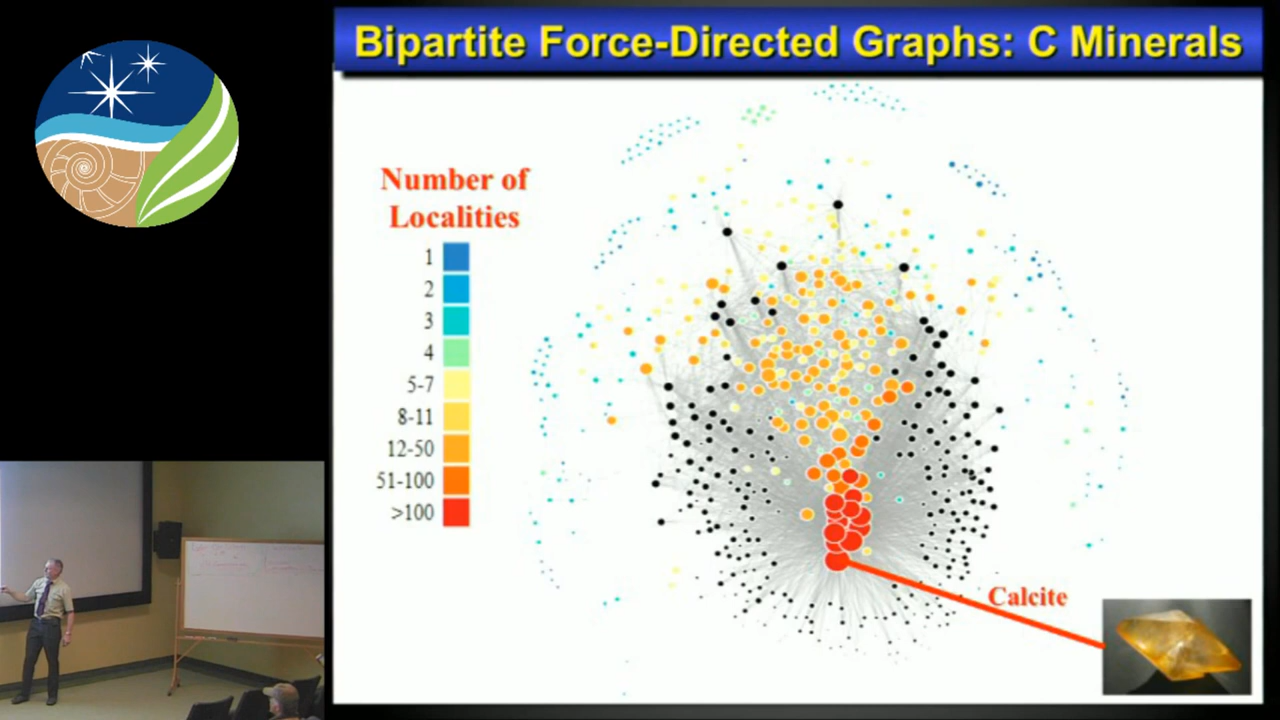 Bipartite Force-Directed Graphs: C Minerals
Number of
Localities
1
2
3
4
5-7
8-11
12-50
51-100
>100
Calcite